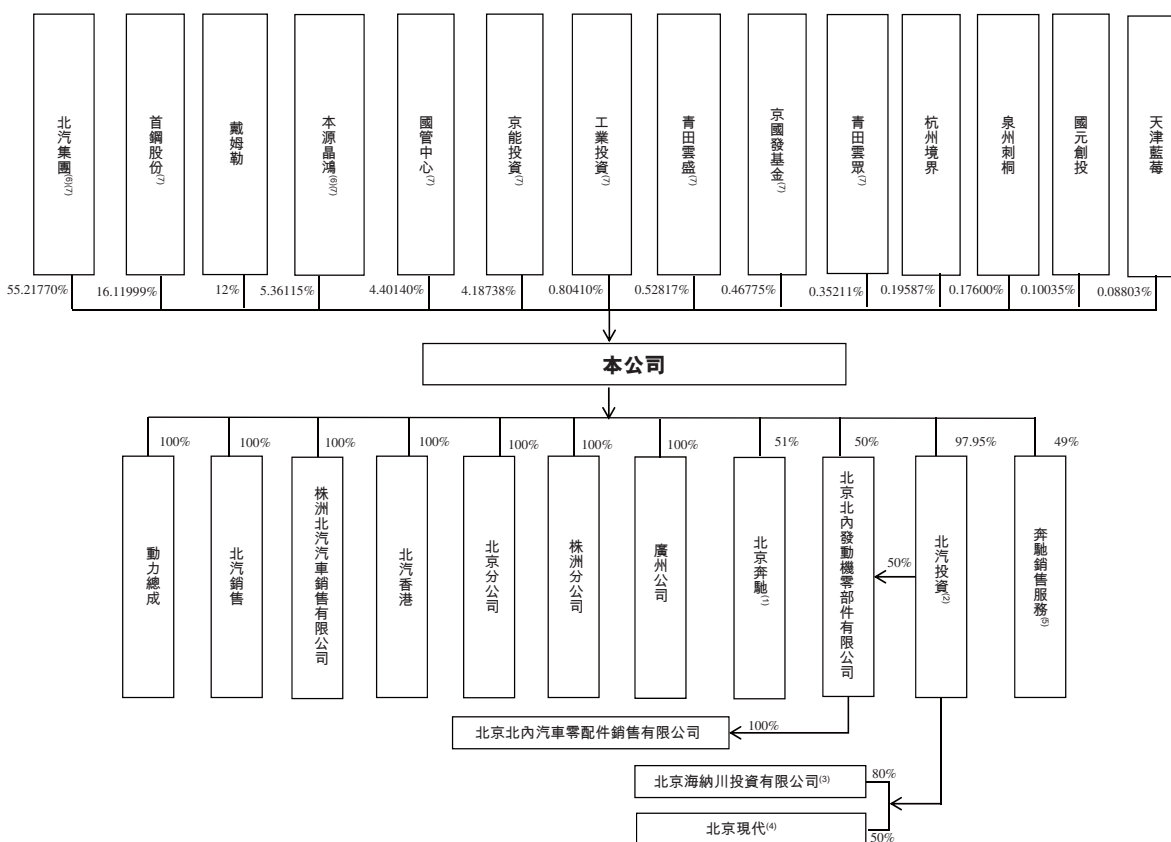 北汽集團(6)(7)
首鋼股份(7)
戴姆勒
本源晶鴻(6)(7)
國管中心(7)
京能投資(7)
工業投資(7)
青田雲盛(7)
京國發基金(7)
青田雲眾(7)
杭州境界
泉州刺桐
國元創投
天津藍莓
55.21770%
16.11999%
12%
5.36115%
4.40140%
4.18738%
0.80410%
0.52817%
0.46775%
0.35211%
0.19587%
0.17600%
0.10035%
0.08803%
本公司
100%
100%
100%
100%
100%
100%
100%
51%
50%
97.95%
49%
動力總成
北汽銷售
株洲北汽汽車銷售有限公司
北汽香港
北京分公司
株洲分公司
廣州公司
北京奔馳(1)
北京北內發動機零部件有限公司
50%
北汽投資(2)
奔馳銷售服務(5)
北京北內汽車零配件銷售有限公司
100%
北京海納川投資有限公司(3)
80%
北京現代(4)
50%